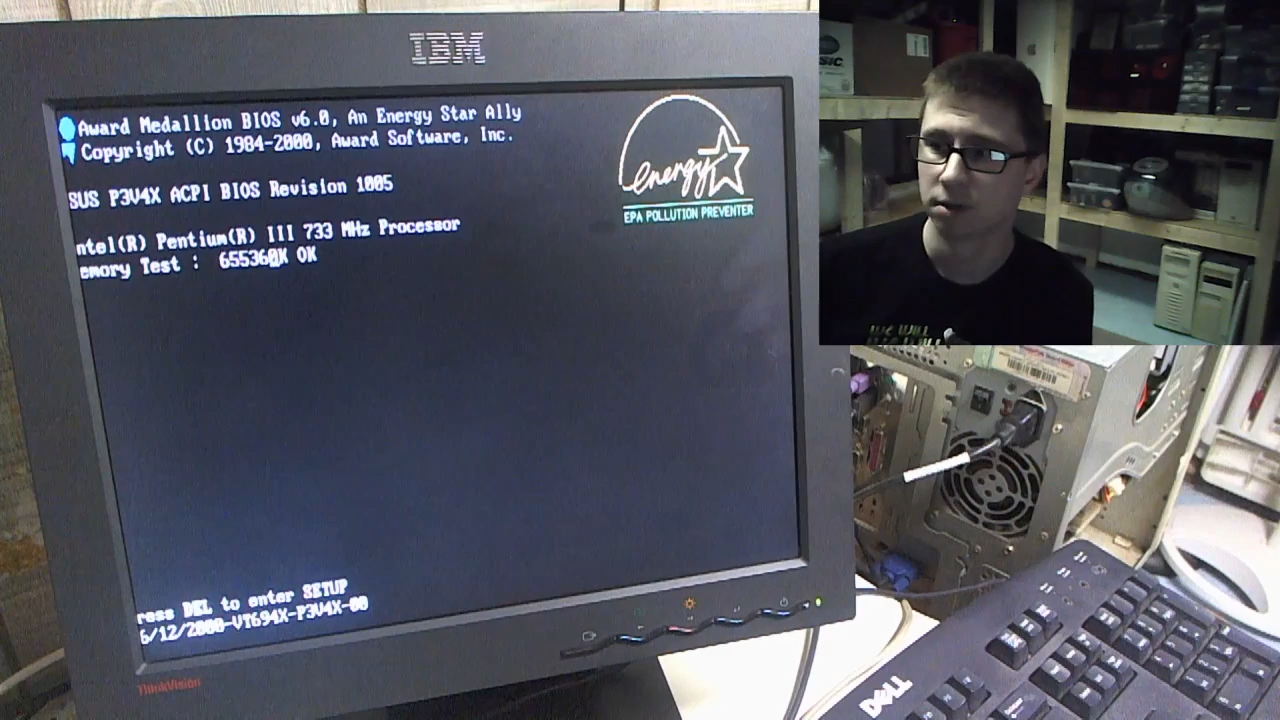 IBM
Award Medallion BIOS v6.0, An Energy Star Ally
Copyright (C) 1984-2000, Award Software, Inc.
SUS P3V4X ACPI BIOS Revision 1005
ntel(R) Pentium(R) III 733 MHz Processor
emory Test : 655360K OK
energy
EPA POLLUTION PREVENTER
ress DEL to enter SETUP
6/12/2000-VT694X-P3V4X-00
ThinkVision
DELL